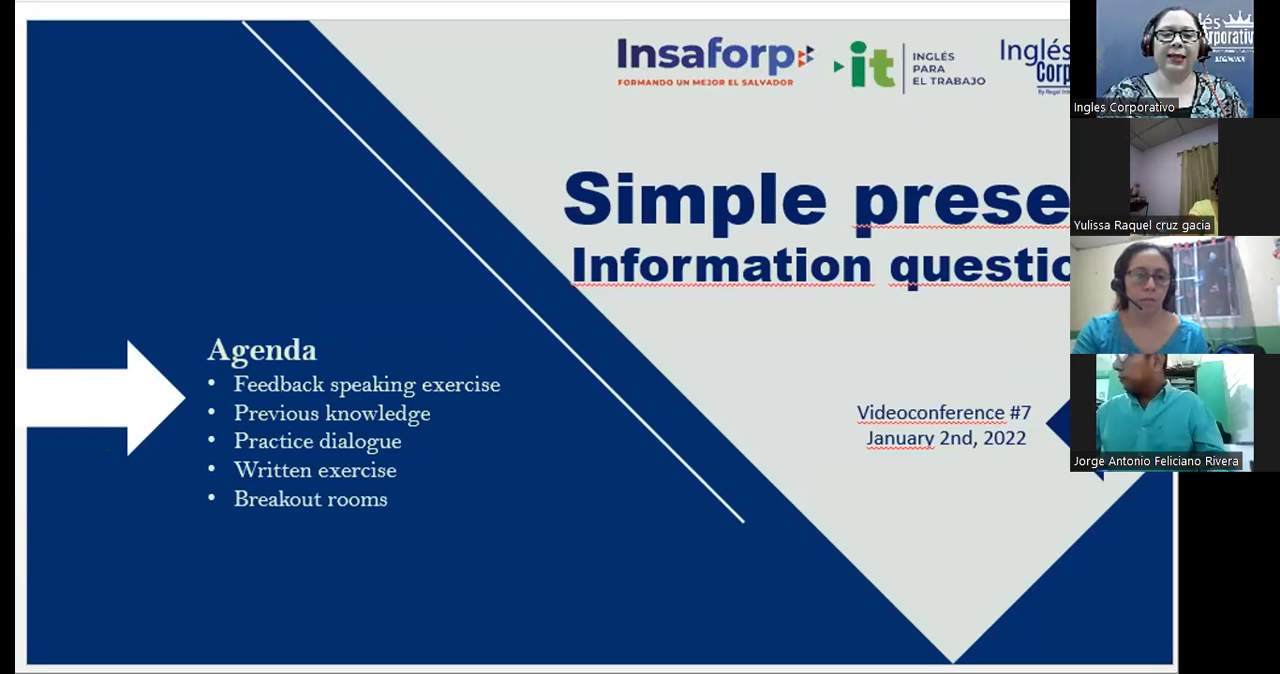 Insaforp
FORMANDO UN MEJOR EL SALVADOR
it
INGLÉS
PARA
EL TRABAJO
Inglés
Corp
Simple prese
Information questio
Agenda
• Feedback speaking exercise
• Previous knowledge
• Practice dialogue
• Written exercise
• Breakout rooms
Videoconference #7
January 2nd, 2022
Ingles Corporativo
Yulissa Raquel cruz gacia
Jorge Antonio Feliciano Rivera